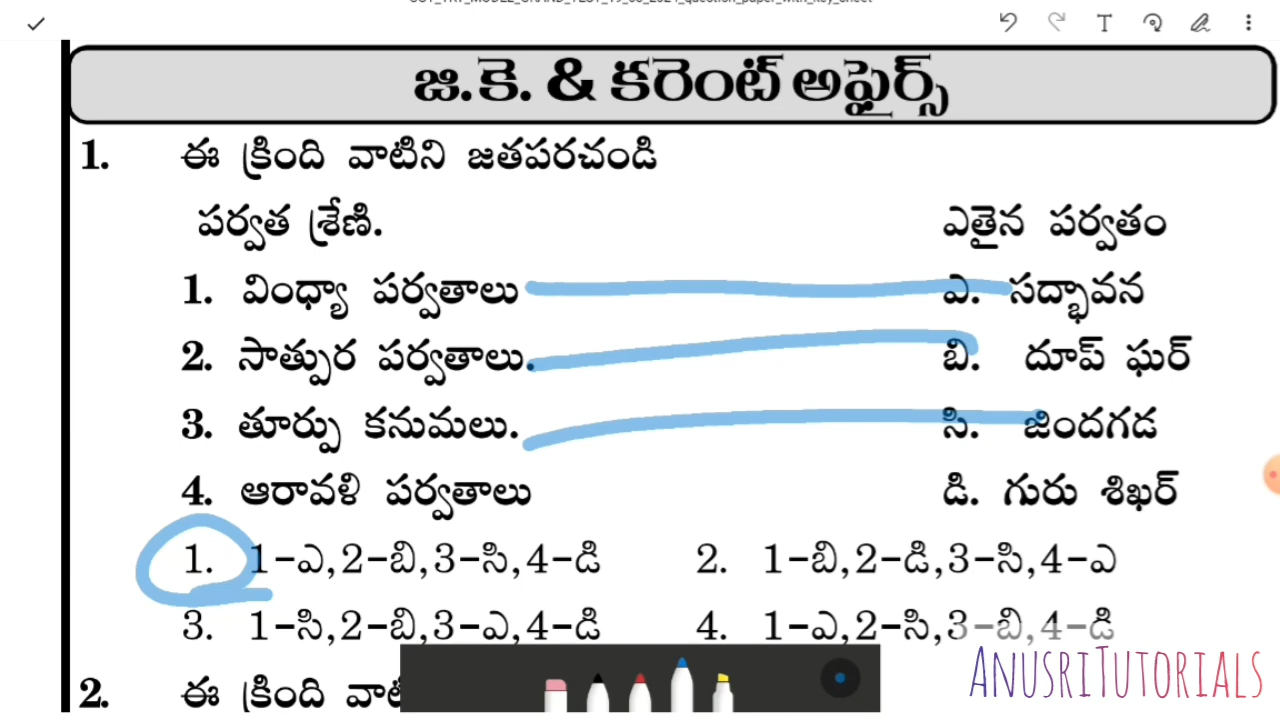 జి.కె. & కరెంట్ అఫైర్స్
1. ఈ క్రింది వాటిని జతపరచండి
పర్వత శ్రేణి. ఎతైన పర్వతం
1. వింధ్యా పర్వతాలు ఎ. సద్భావన
2. సాత్పుర పర్వతాలు. బి. దూప్ ఘర్
3. తూర్పు కనుమలు. సి. జిందగడ
4. ఆరావళి పర్వతాలు డి. గురు శిఖర్
1. 1-ఎ,2-బి,3-సి,4-డి 2. 1-బి,2-డి,3-సి,4-ఎ
3. 1-సి,2-బి,3-ఎ,4-డి 4. 1-ఎ,2-సి,3-బి,4-డి
2. ఈ క్రింది
ANUSRITUTORIALS